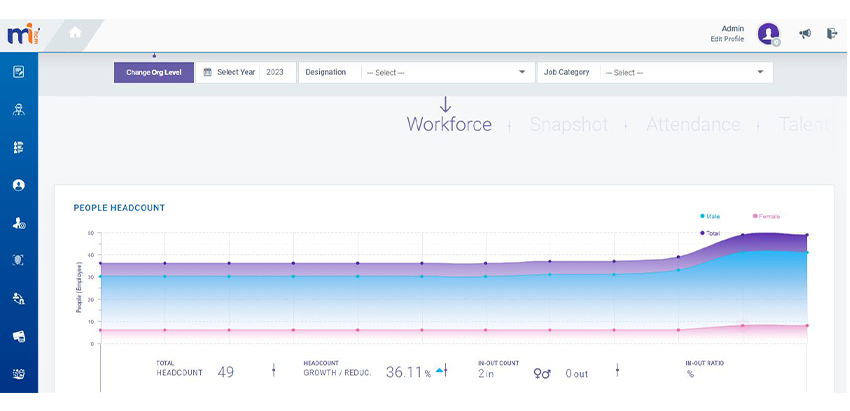 mi
hcm
Admin
Edit Profile
Change Org Level
Select Year 2023
Designation --- Select ---
Job Category --- Select ---
Workforce Snapshot Attendance Talent
PEOPLE HEADCOUNT
Male Female
Total
People ( Employee )
50
40
30
20
10
0
TOTAL
HEADCOUNT 49
HEADCOUNT
GROWTH / REDUC. 36.11 %
IN-OUT COUNT
2 in 0 out
IN-OUT RATIO
%